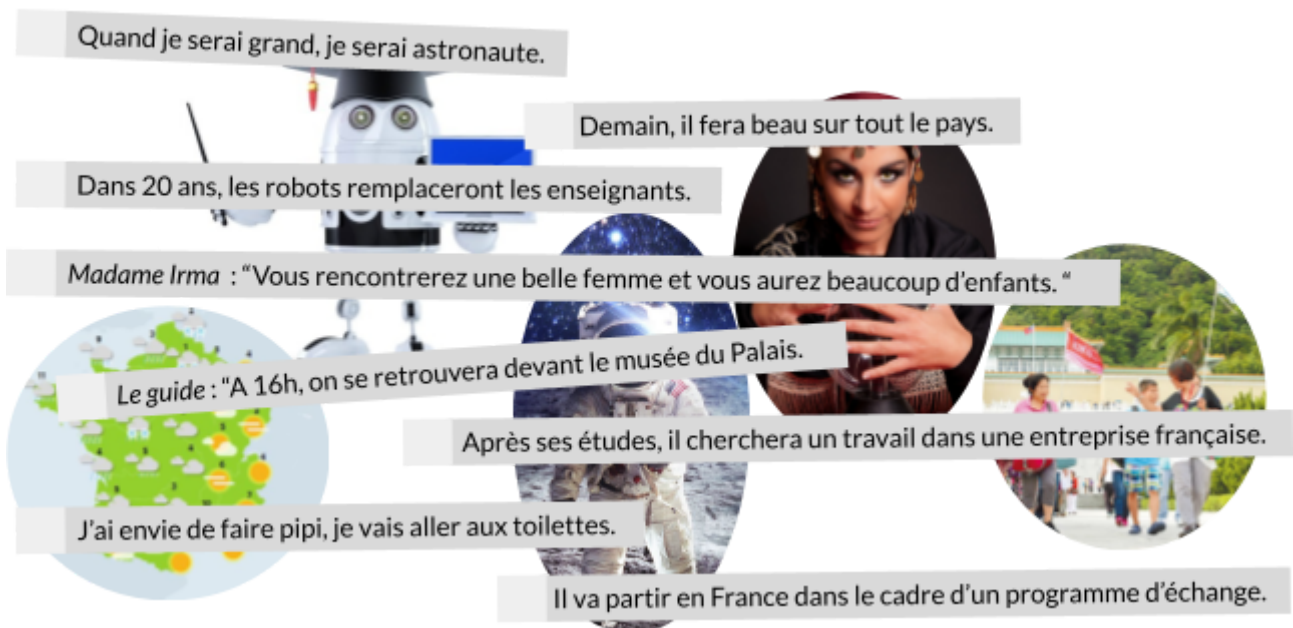 Quand je serai grand, je serai astronaute.
Demain, il fera beau sur tout le pays.
Dans 20 ans, les robots remplaceront les enseignants.
Madame Irma : “Vous rencontrerez une belle femme et vous aurez beaucoup d’enfants. “
Le guide : “A 16h, on se retrouvera devant le musée du Palais.
Après ses études, il cherchera un travail dans une entreprise française.
J’ai envie de faire pipi, je vais aller aux toilettes.
Il va partir en France dans le cadre d’un programme d’échange.